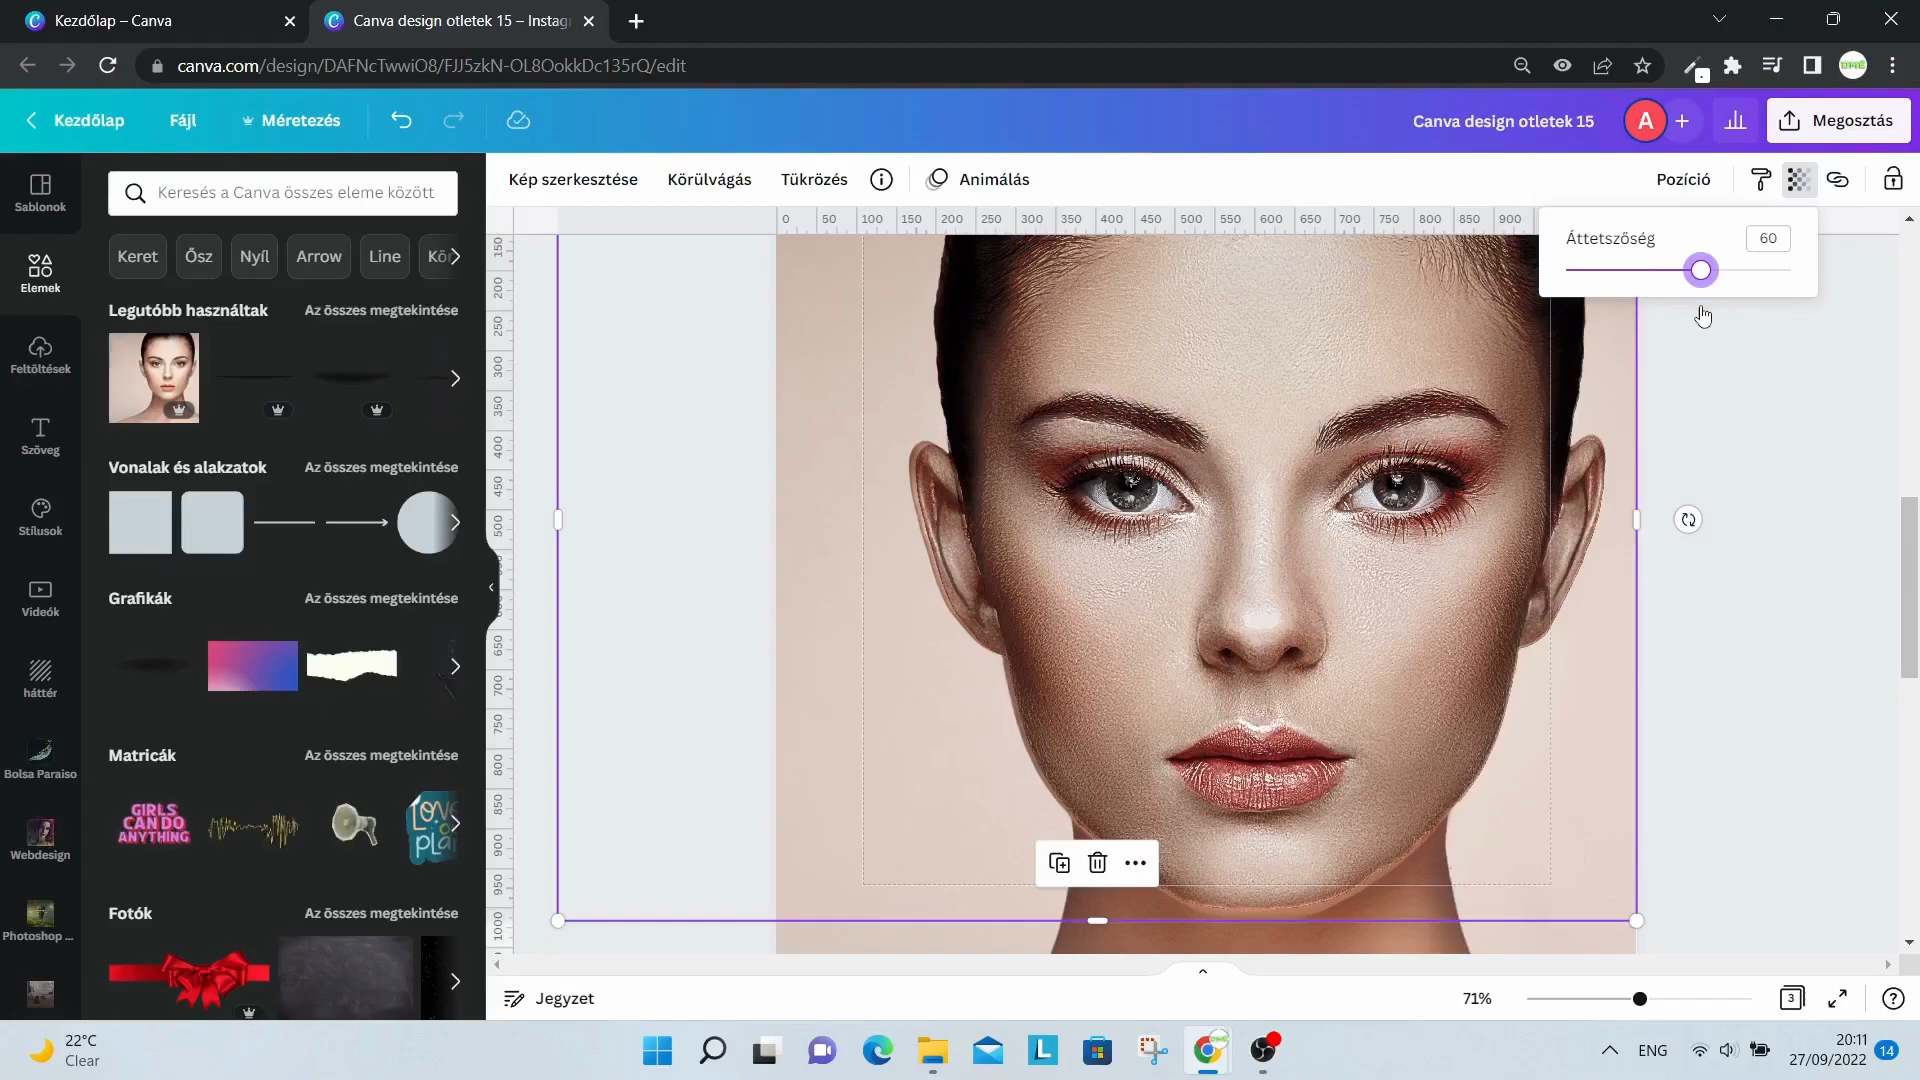 Kezdőlap – Canva
Canva design otletek 15 – Instag
canva.com/design/DAFNcTwwiO8/FJJ5zkN-OL8OokkDc135rQ/edit
Kezdőlap
Fájl
Méretezés
Canva design otletek 15
A
Megosztás
Sablonok
Elemek
Feltöltések
Szöveg
Stílusok
Videók
háttér
Bolsa Paraiso
Webdesign
Photoshop ...
Keresés a Canva összes eleme között
Keret
Ősz
Nyíl
Arrow
Line
Legutóbb használtak
Az összes megtekintése
Vonalak és alakzatok
Az összes megtekintése
Grafikák
Az összes megtekintése
Matricák
Az összes megtekintése
GIRLS
CAN DO
ANYTHING
Fotók
Az összes megtekintése
Kép szerkesztése
Körülvágás
Tükrözés
Animálás
Pozíció
0 50 100 150 200 250 300 350 400 450 500 550 600 650 700 750 800 850 900
150
200
250
300
350
400
450
500
650
700
750
800
850
900
950
1000
Áttetszőség
60
Jegyzet
71%
3
22°C
Clear
ENG
20:11
27/09/2022
14